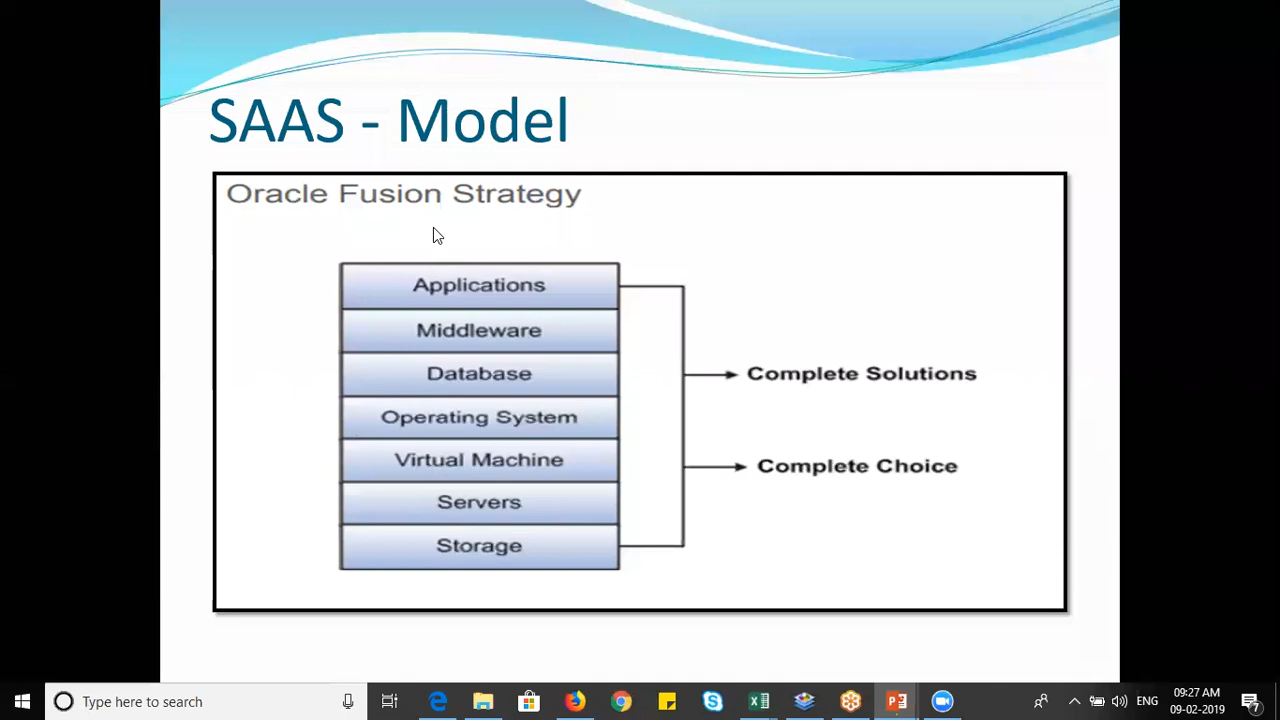 SAAS - Model
Oracle Fusion Strategy
Applications
Middleware
Database
Operating System
Virtual Machine
Servers
Storage
Complete Solutions
Complete Choice
Type here to search
ENG
09:27 AM
09-02-2019
7